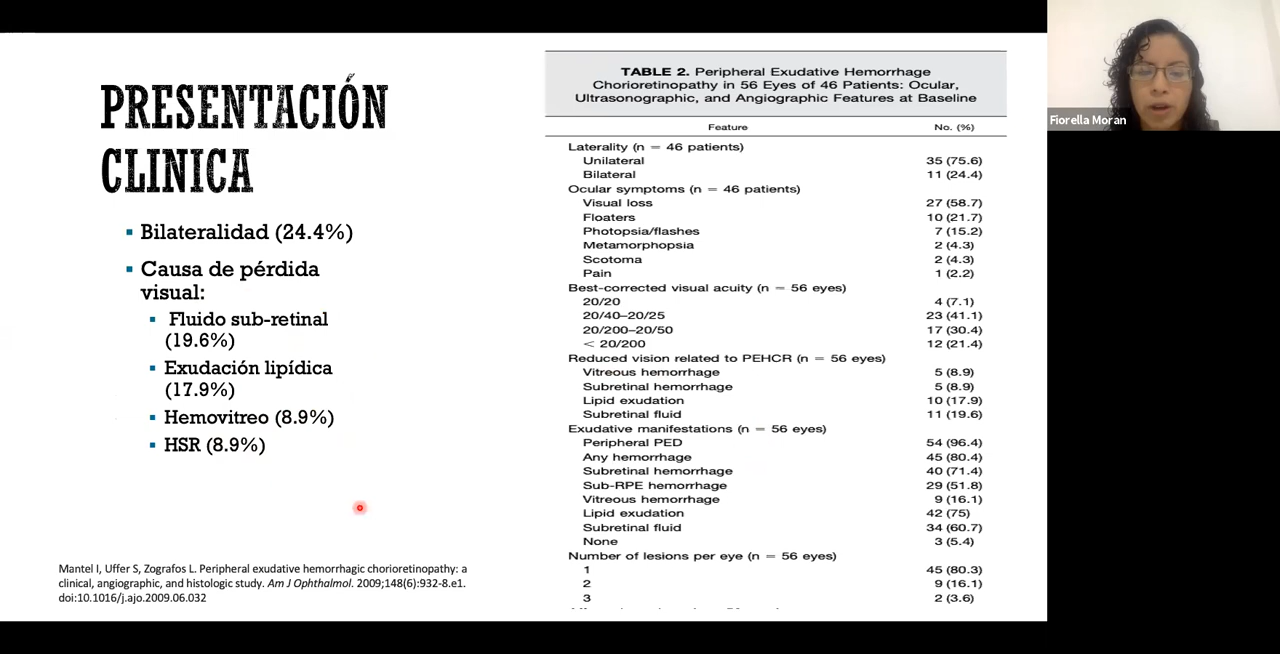 PRESENTACIÓN
CLINICA
▪ Bilateralidad (24.4%)
▪ Causa de pérdida
visual:
▪ Fluido sub-retinal
(19.6%)
▪ Exudación lipídica
(17.9%)
▪ Hemovitreo (8.9%)
▪ HSR (8.9%)
Mantel I, Uffer S, Zografos L. Peripheral exudative hemorrhagic chorioretinopathy: a
clinical, angiographic, and histologic study. Am J Ophthalmol. 2009;148(6):932-8.e1.
doi:10.1016/j.ajo.2009.06.032
TABLE 2. Peripheral Exudative Hemorrhage
Chorioretinopathy in 56 Eyes of 46 Patients: Ocular,
Ultrasonographic, and Angiographic Features at Baseline
Feature No. (%)
Laterality (n = 46 patients)
Unilateral 35 (75.6)
Bilateral 11 (24.4)
Ocular symptoms (n = 46 patients)
Visual loss 27 (58.7)
Floaters 10 (21.7)
Photopsia/flashes 7 (15.2)
Metamorphopsia 2 (4.3)
Scotoma 2 (4.3)
Pain 1 (2.2)
Best-corrected visual acuity (n = 56 eyes)
20/20 4 (7.1)
20/40–20/25 23 (41.1)
20/200–20/50 17 (30.4)
< 20/200 12 (21.4)
Reduced vision related to PEHCR (n = 56 eyes)
Vitreous hemorrhage 5 (8.9)
Subretinal hemorrhage 5 (8.9)
Lipid exudation 10 (17.9)
Subretinal fluid 11 (19.6)
Exudative manifestations (n = 56 eyes)
Peripheral PED 54 (96.4)
Any hemorrhage 45 (80.4)
Subretinal hemorrhage 40 (71.4)
Sub-RPE hemorrhage 29 (51.8)
Vitreous hemorrhage 9 (16.1)
Lipid exudation 42 (75)
Subretinal fluid 34 (60.7)
None 3 (5.4)
Number of lesions per eye (n = 56 eyes)
1 45 (80.3)
2 9 (16.1)
3 2 (3.6)
Fiorella Moran